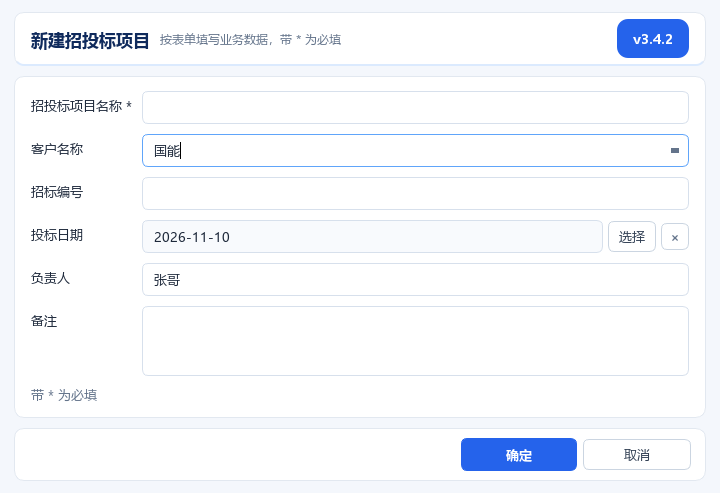 新建招投标项目 按表单填写业务数据，带 * 为必填 v3.4.2
招投标项目名称 *
客户名称 国能
招标编号
投标日期 2026-11-10 选择 ×
负责人 张哥
备注
带 * 为必填
确定 取消